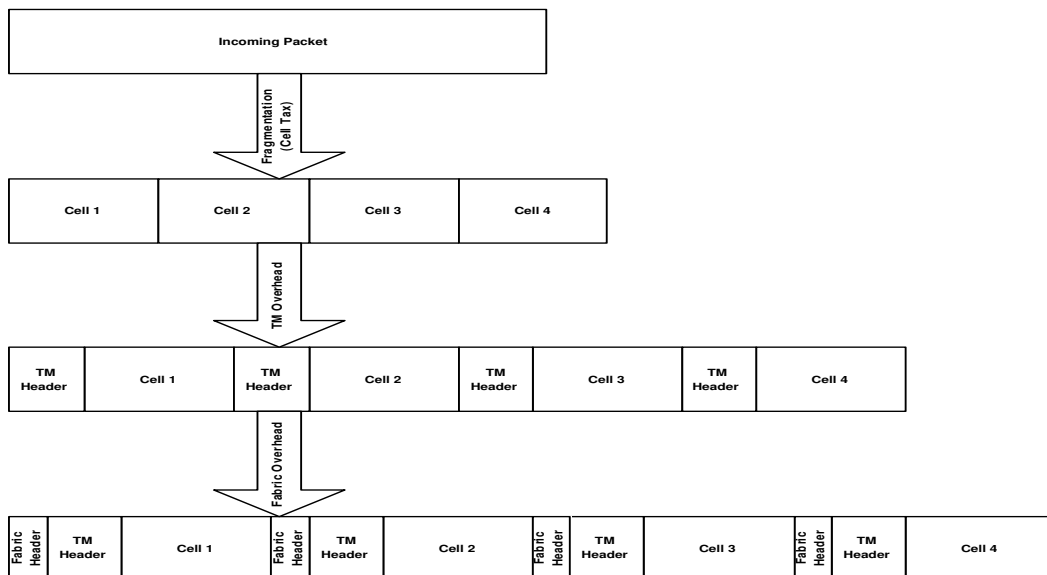 Incoming Packet
Fragmentation
(Cell Tax)
Cell 1
Cell 2
Cell 3
Cell 4
TM Overhead
TM
Header
Cell 1
TM
Header
Cell 2
TM
Header
Cell 3
TM
Header
Cell 4
Fabric Overhead
Fabric
Header
TM
Header
Cell 1
Fabric
Header
TM
Header
Cell 2
Fabric
Header
TM
Header
Cell 3
Fabric
Header
TM
Header
Cell 4